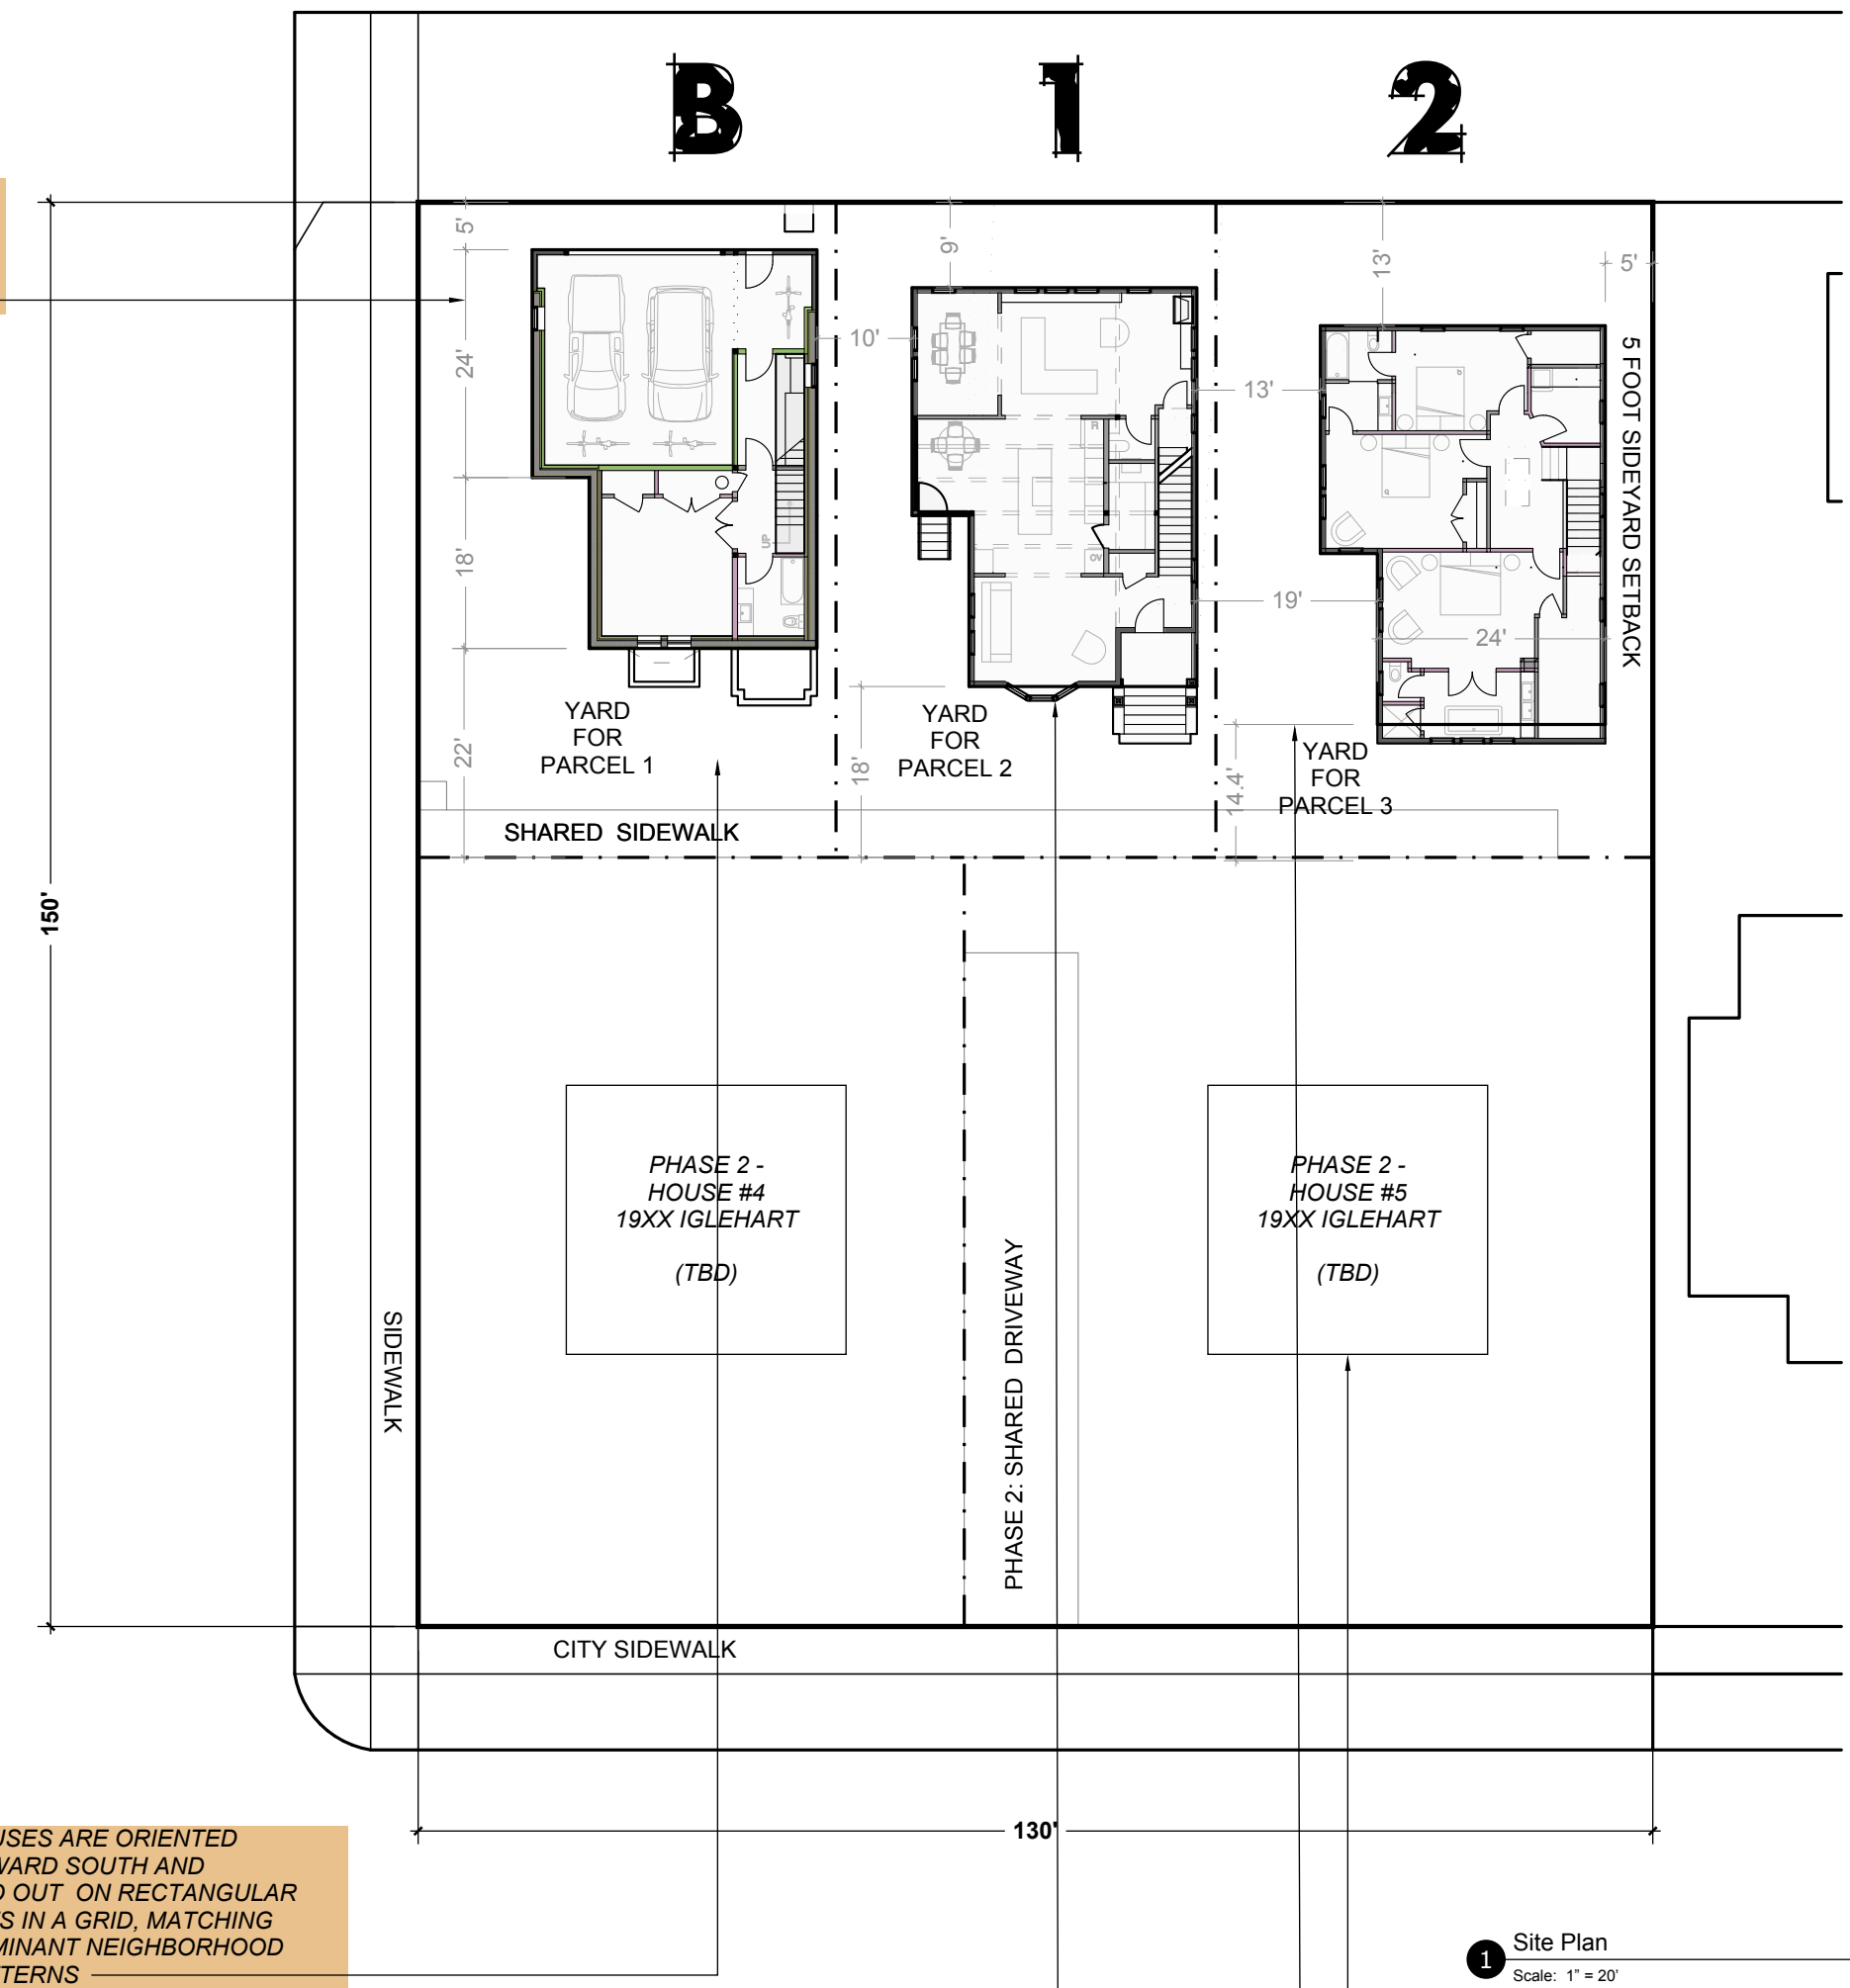 B 1 2
5'
9'
13'
5'
24'
10'
13'
5 FOOT SIDEYARD SETBACK
R
18'
UP
OV
19'
24'
YARD
FOR
PARCEL 1
YARD
FOR
PARCEL 2
YARD
FOR
PARCEL 3
22'
18'
14.4'
SHARED SIDEWALK
150'
PHASE 2 -
HOUSE #4
19XX IGLEHART
(TBD)
PHASE 2 -
HOUSE #5
19XX IGLEHART
(TBD)
PHASE 2: SHARED DRIVEWAY
SIDEWALK
CITY SIDEWALK
130'
USES ARE ORIENTED
WARD SOUTH AND
D OUT ON RECTANGULAR
S IN A GRID, MATCHING
MINANT NEIGHBORHOOD
TTERNS
1 Site Plan
Scale: 1" = 20'